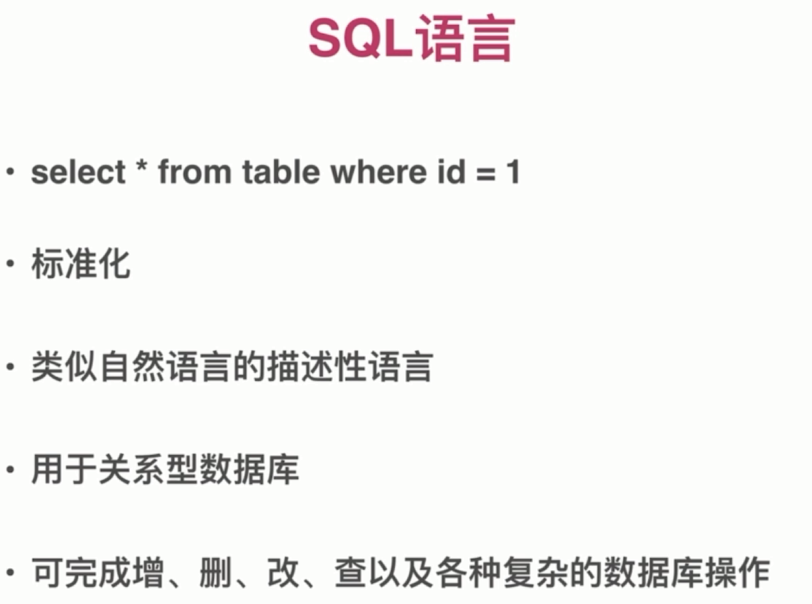 SQL语言
• select * from table where id = 1
• 标准化
• 类似自然语言的描述性语言
• 用于关系型数据库
• 可完成增、删、改、查以及各种复杂的数据库操作